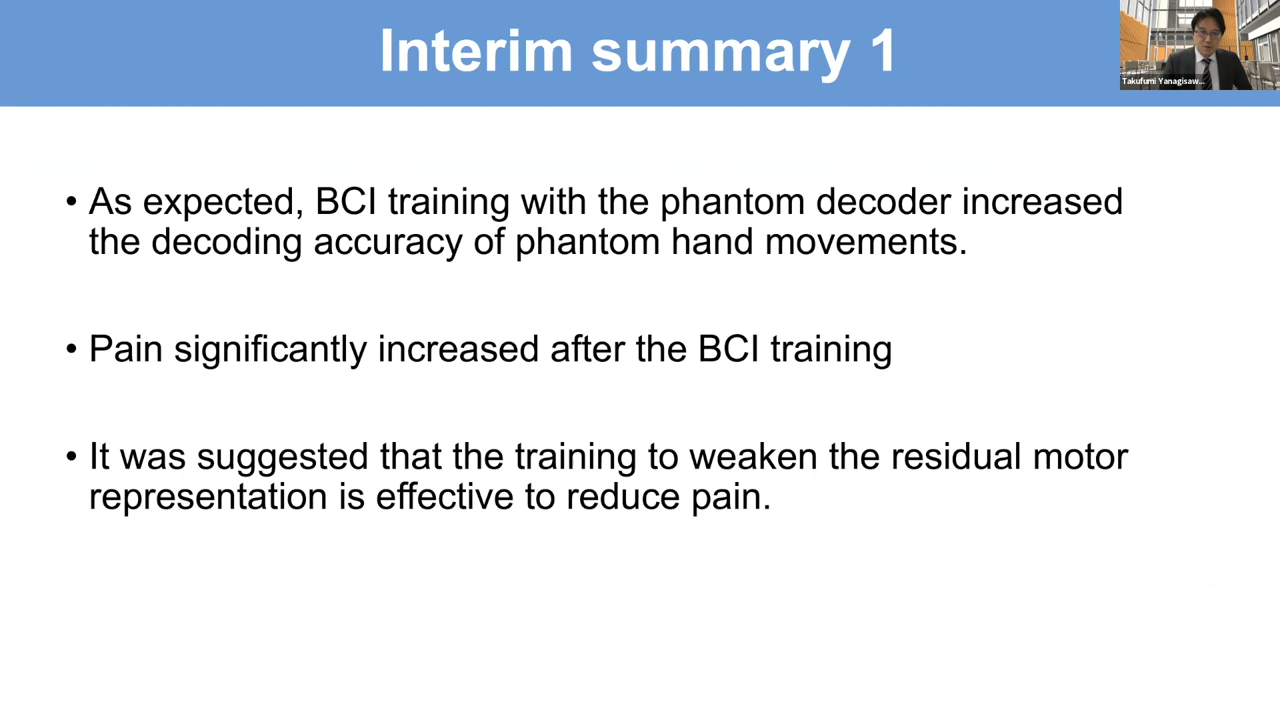 Interim summary 1
Takufumi Yanagisaw...
• As expected, BCI training with the phantom decoder increased
the decoding accuracy of phantom hand movements.
• Pain significantly increased after the BCI training
• It was suggested that the training to weaken the residual motor
representation is effective to reduce pain.